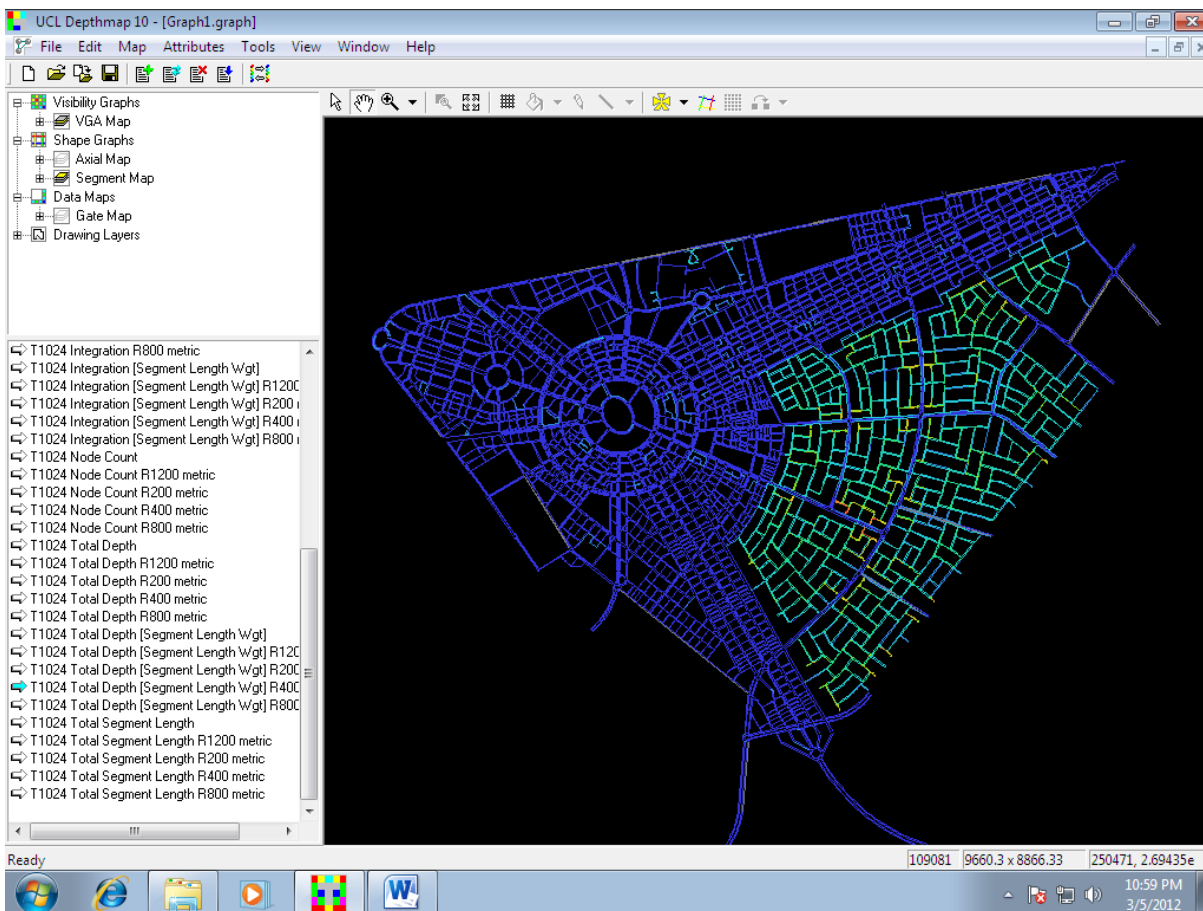 UCL Depthmap 10 - [Graph1.graph]
File Edit Map Attributes Tools View Window Help
Visibility Graphs
VGA Map
Shape Graphs
Axial Map
Segment Map
Data Maps
Gate Map
Drawing Layers
T1024 Integration R800 metric
T1024 Integration [Segment Length Wgt]
T1024 Integration [Segment Length Wgt] R1200
T1024 Integration [Segment Length Wgt] R200
T1024 Integration [Segment Length Wgt] R400
T1024 Integration [Segment Length Wgt] R800
T1024 Node Count
T1024 Node Count R1200 metric
T1024 Node Count R200 metric
T1024 Node Count R400 metric
T1024 Node Count R800 metric
T1024 Total Depth
T1024 Total Depth R1200 metric
T1024 Total Depth R200 metric
T1024 Total Depth R400 metric
T1024 Total Depth R800 metric
T1024 Total Depth [Segment Length Wgt]
T1024 Total Depth [Segment Length Wgt] R120
T1024 Total Depth [Segment Length Wgt] R200
T1024 Total Depth [Segment Length Wgt] R400
T1024 Total Depth [Segment Length Wgt] R800
T1024 Total Segment Length
T1024 Total Segment Length R1200 metric
T1024 Total Segment Length R200 metric
T1024 Total Segment Length R400 metric
T1024 Total Segment Length R800 metric
Ready 109081 9660.3 x 8866.33 250471, 2.69435e
10:59 PM
3/5/2012